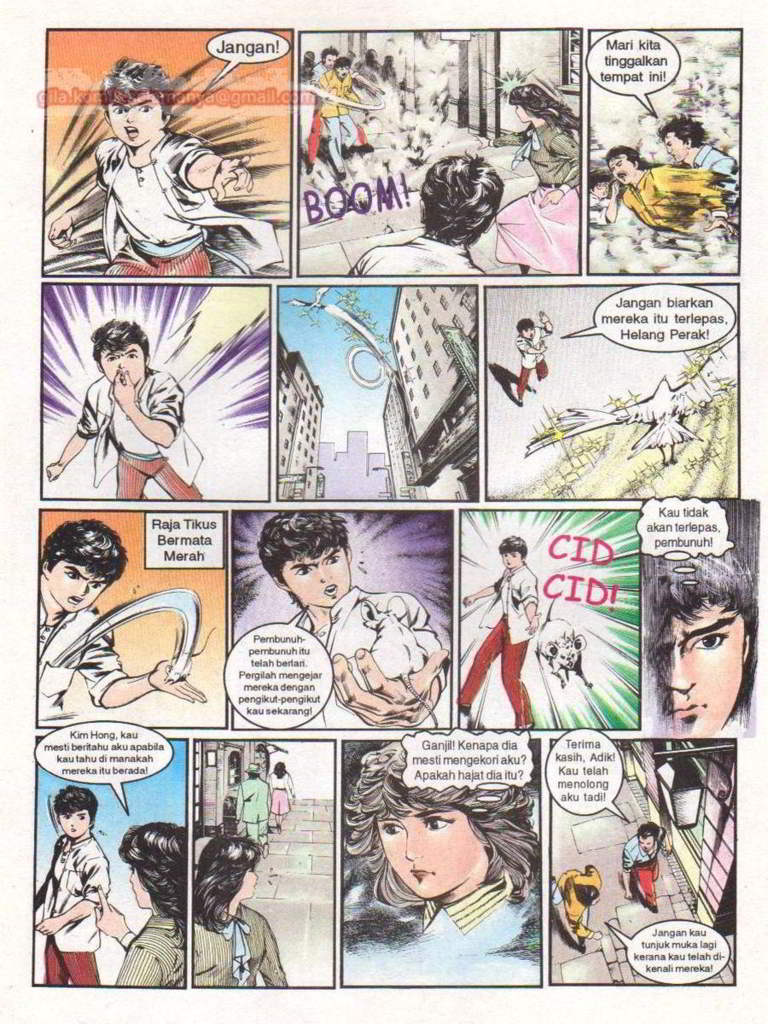 Jangan!
BOOM!
Mari kita
tinggalkan
tempat ini!
Jangan biarkan
mereka itu terlepas,
Helang Perak!
Raja Tikus
Bermata
Merah
Pembunuh-
pembunuh itu
telah berlari.
Pergilah mengejar
mereka dengan
pengikut-pengikut
kau sekarang!
CID
CID!
Kau tidak
akan terlepas,
pembunuh!
Kim Hong, kau
mesti beritahu aku apabila
kau tahu di manakah
mereka itu berada!
Ganjil! Kenapa dia
mesti mengekori aku?
Apakah hajat dia itu?
Terima
kasih, Adik!
Kau telah
menolong
aku tadi!
Jangan kau
tunjuk muka lagi
kerana kau telah di-
kenali mereka!